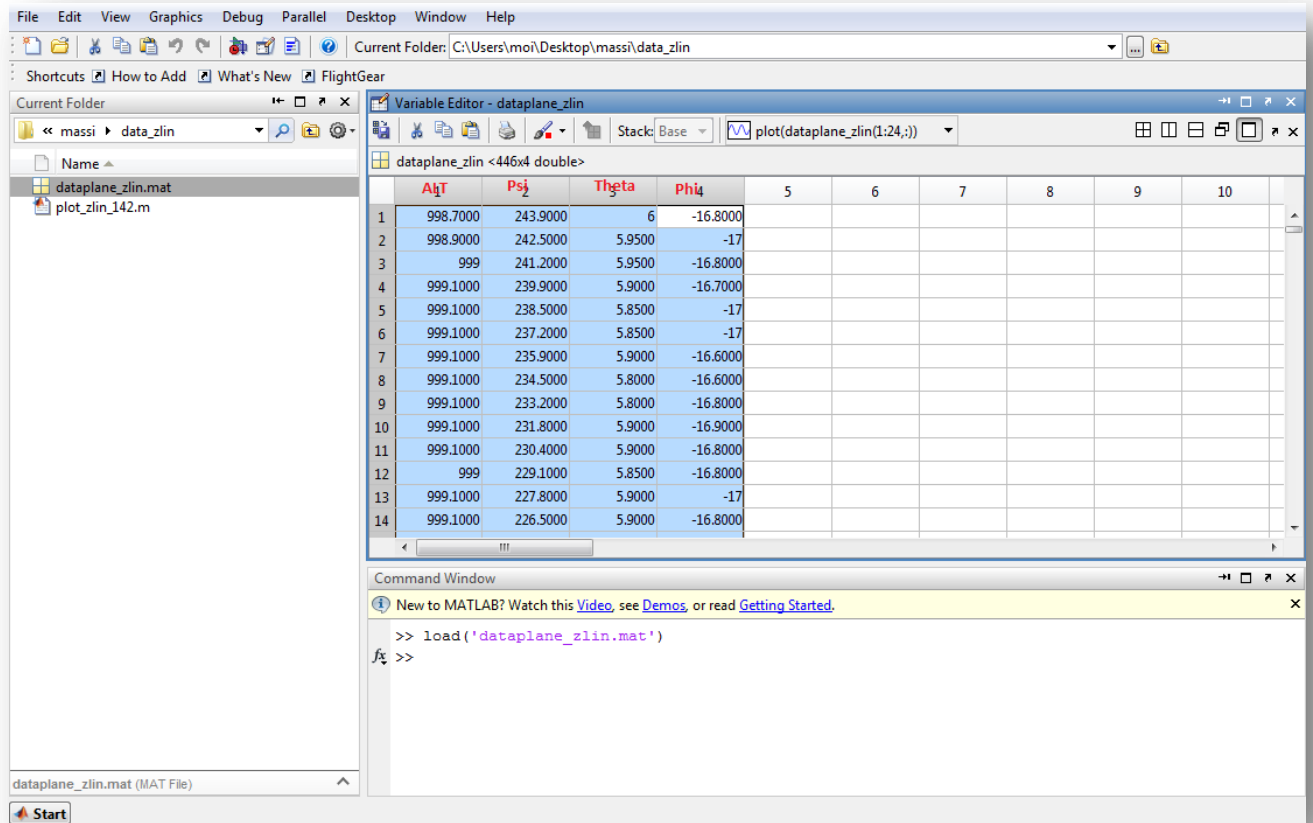 File Edit View Graphics Debug Parallel Desktop Window Help
Current Folder: C:\Users\moi\Desktop\massi\data_zlin
Shortcuts How to Add What's New FlightGear
Current Folder
« massi data_zlin
Name
dataplane_zlin.mat
plot_zlin_142.m
Variable Editor - dataplane_zlin
Stack: Base plot(dataplane_zlin(1:24,:))
dataplane_zlin <446x4 double>
ALT Psi Theta Phi
1 2 3 4 5 6 7 8 9 10
1 998.7000 243.9000 6 -16.8000
2 998.9000 242.5000 5.9500 -17
3 999 241.2000 5.9500 -16.8000
4 999.1000 239.9000 5.9000 -16.7000
5 999.1000 238.5000 5.8500 -17
6 999.1000 237.2000 5.8500 -17
7 999.1000 235.9000 5.9000 -16.6000
8 999.1000 234.5000 5.8000 -16.6000
9 999.1000 233.2000 5.8000 -16.8000
10 999.1000 231.8000 5.9000 -16.9000
11 999.1000 230.4000 5.9000 -16.8000
12 999 229.1000 5.8500 -16.8000
13 999.1000 227.8000 5.9000 -17
14 999.1000 226.5000 5.9000 -16.8000
Command Window
New to MATLAB? Watch this Video, see Demos, or read Getting Started.
>> load('dataplane_zlin.mat')
fx >>
dataplane_zlin.mat (MAT File)
Start